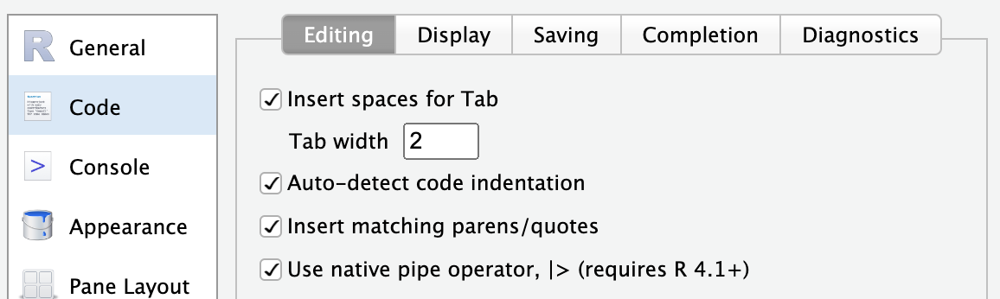 General
Code
Console
Appearance
Pane Layout
Editing Display Saving Completion Diagnostics
Insert spaces for Tab
Tab width 2
Auto-detect code indentation
Insert matching parens/quotes
Use native pipe operator, |> (requires R 4.1+)